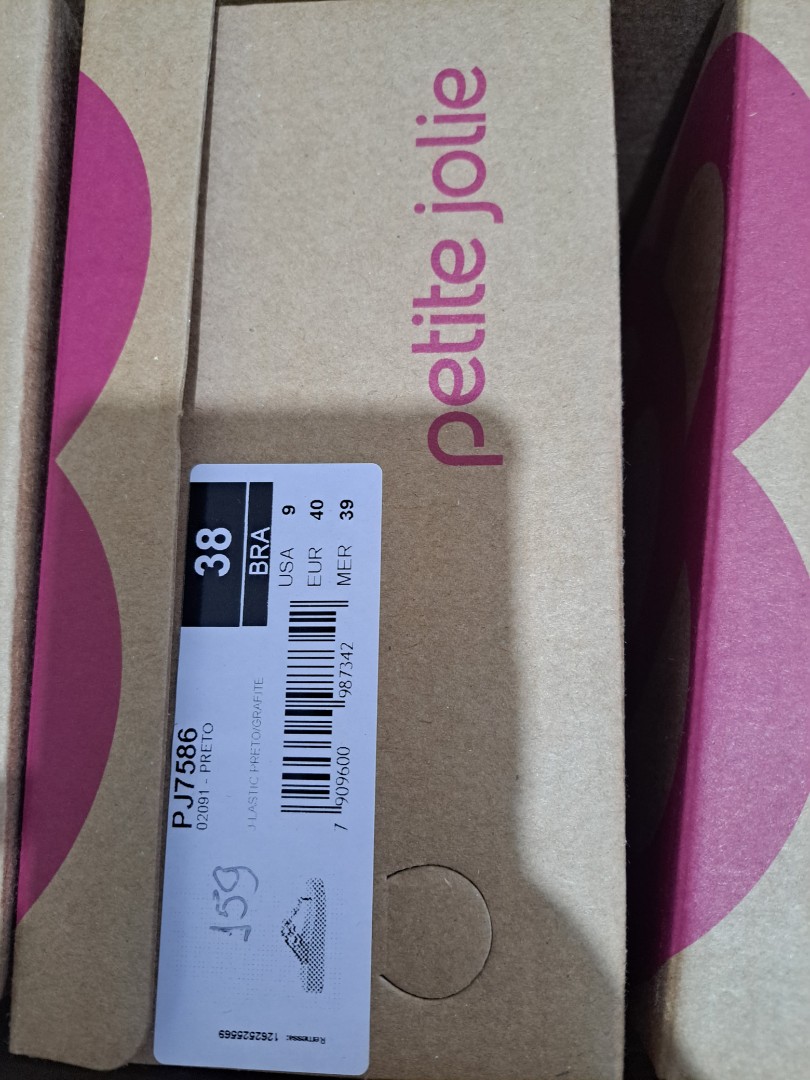 petite jolie
PJ7586
02091 - PRETO
J-LASTIC PRETO/GRAFITE
38
BRA
USA 9
EUR 40
MER 39
7 909600 987342
159
Remessa: 1262525569